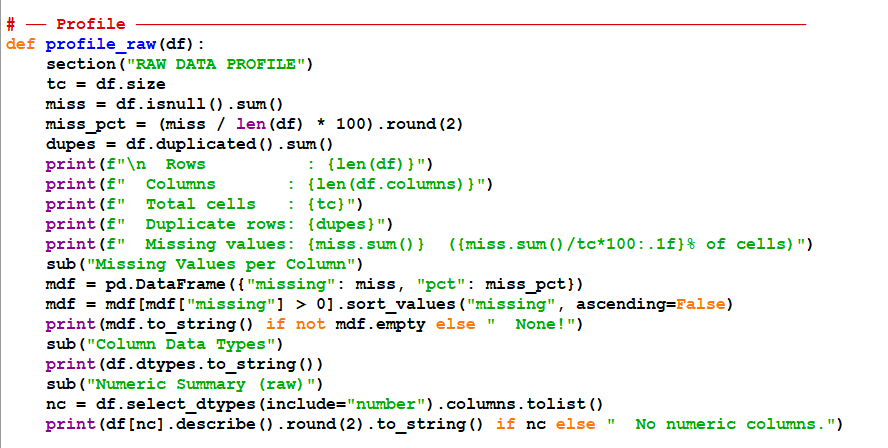 # ── Profile ───────────────────────────────────────────────────────────────────
def profile_raw(df):
    section("RAW DATA PROFILE")
    tc = df.size
    miss = df.isnull().sum()
    miss_pct = (miss / len(df) * 100).round(2)
    dupes = df.duplicated().sum()
    print(f"\n  Rows          : {len(df)}")
    print(f"  Columns       : {len(df.columns)}")
    print(f"  Total cells   : {tc}")
    print(f"  Duplicate rows: {dupes}")
    print(f"  Missing values: {miss.sum()}  ({miss.sum()/tc*100:.1f}% of cells)")
    sub("Missing Values per Column")
    mdf = pd.DataFrame({"missing": miss, "pct": miss_pct})
    mdf = mdf[mdf["missing"] > 0].sort_values("missing", ascending=False)
    print(mdf.to_string() if not mdf.empty else "  None!")
    sub("Column Data Types")
    print(df.dtypes.to_string())
    sub("Numeric Summary (raw)")
    nc = df.select_dtypes(include="number").columns.tolist()
    print(df[nc].describe().round(2).to_string() if nc else "  No numeric columns.")